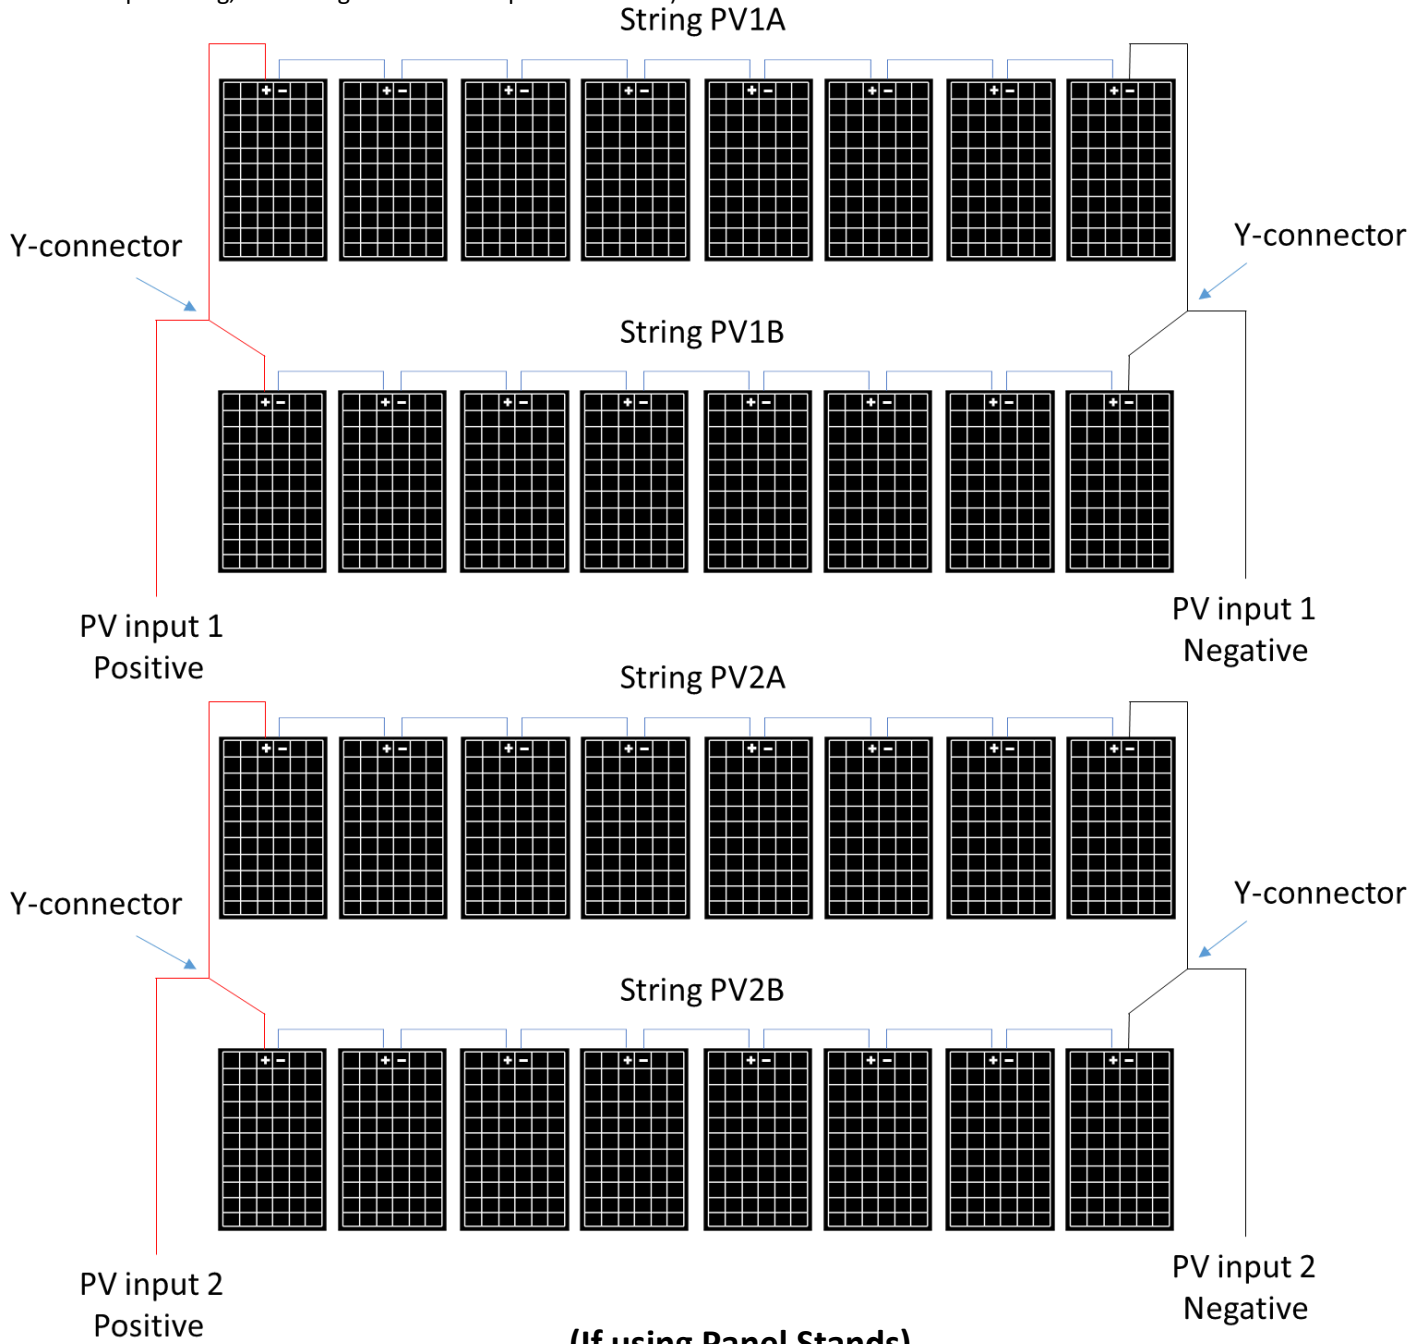 String PV1A
Y-connector
Y-connector
String PV1B
PV input 1
Positive
PV input 1
Negative
String PV2A
Y-connector
Y-connector
String PV2B
PV input 2
Positive
PV input 2
Negative
(If using Panel Stands)